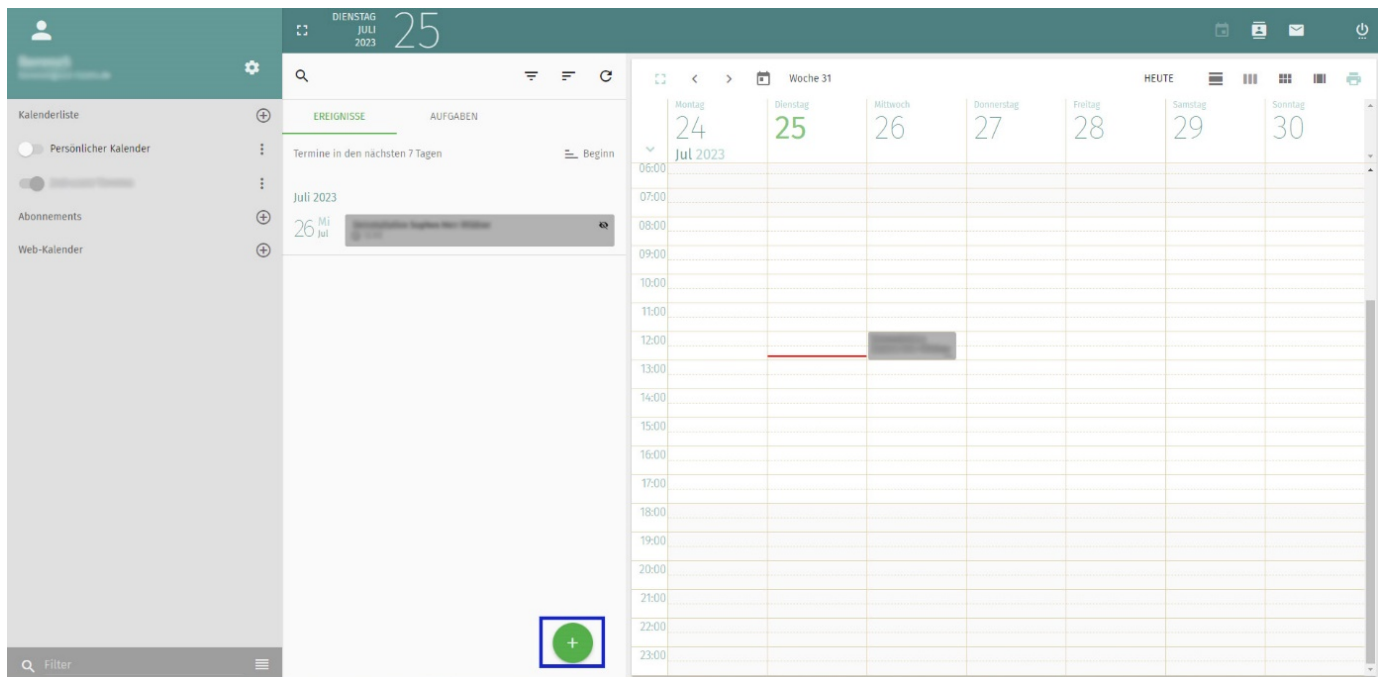 DIENSTAG
JULI
2023
25
Kalenderliste
Persönlicher Kalender
Abonnements
Web-Kalender
Filter
EREIGNISSE AUFGABEN
Termine in den nächsten 7 Tagen Beginn
Juli 2023
26 Mi
Jul
+
Woche 31 HEUTE
Montag Dienstag Mittwoch Donnerstag Freitag Samstag Sonntag
24 25 26 27 28 29 30
Jul 2023
06:00
07:00
08:00
09:00
10:00
11:00
12:00
13:00
14:00
15:00
16:00
17:00
18:00
19:00
20:00
21:00
22:00
23:00